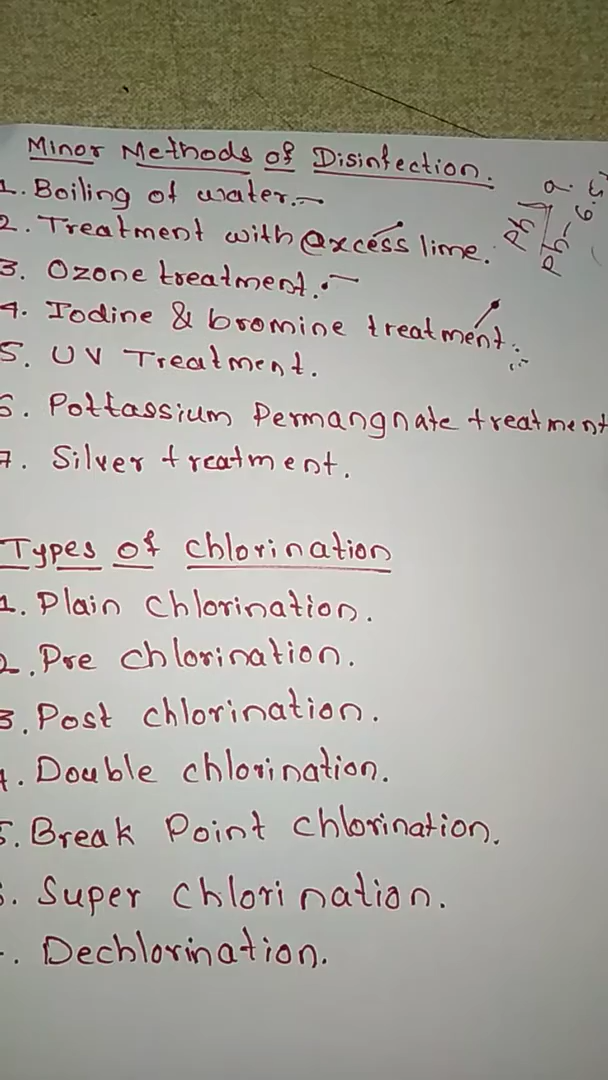 Minor Methods of Disinfection.
1. Boiling of water.
2. Treatment with excess lime.
3. Ozone treatment.
4. Iodine & bromine treatment.
5. UV Treatment.
6. Pottassium Permangnate treatment
7. Silver treatment.
Types of chlorination
1. Plain chlorination.
2. Pre chlorination.
3. Post chlorination.
4. Double chlorination.
5. Break Point chlorination.
. Super chlorination.
. Dechlorination.